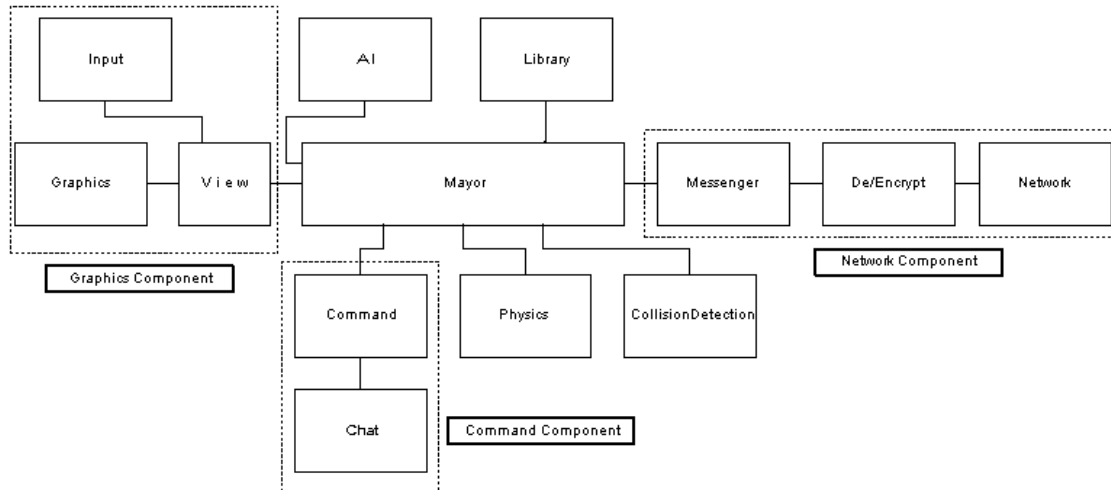 Input
AI
Library
Graphics
View
Mayor
Messenger
De/Encrypt
Network
Graphics Component
Network Component
Command
Physics
CollisionDetection
Chat
Command Component